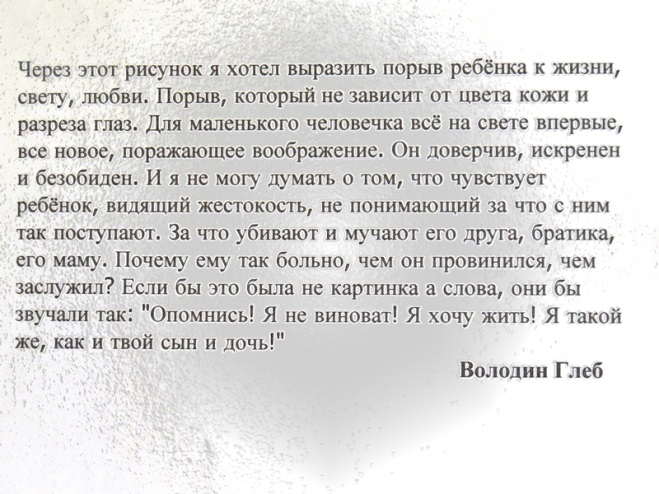 Через этот рисунок я хотел выразить порыв ребёнка к жизни,
свету, любви. Порыв, который не зависит от цвета кожи и
разреза глаз. Для маленького человечка всё на свете впервые,
все новое, поражающее воображение. Он доверчив, искренен
и безобиден. И я не могу думать о том, что чувствует
ребёнок, видящий жестокость, не понимающий за что с ним
так поступают. За что убивают и мучают его друга, братика,
его маму. Почему ему так больно, чем он провинился, чем
заслужил? Если бы это была не картинка а слова, они бы
звучали так: "Опомнись! Я не виноват! Я хочу жить! Я такой
же, как и твой сын и дочь!"
Володин Глеб